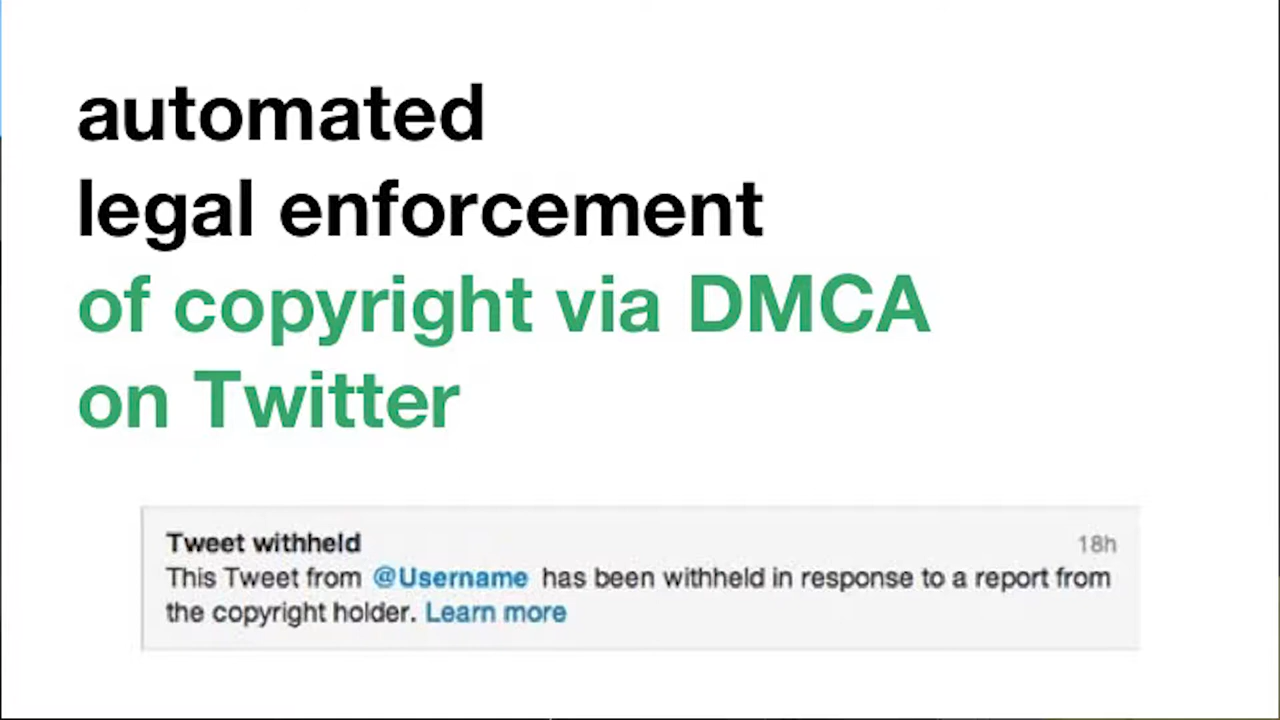 automated
legal enforcement
of copyright via DMCA
on Twitter
Tweet withheld 18h
This Tweet from @Username has been withheld in response to a report from
the copyright holder. Learn more